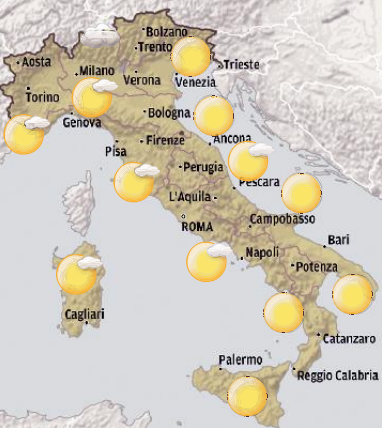 Bolzano
Trento
Aosta
Milano
Trieste
Verona
Venezia
Torino
Bologna
Genova
Firenze
Ancona
Pisa
Perugia
Pescara
L'Aquila
Campobasso
ROMA
Bari
Napoli
Potenza
Cagliari
Catanzaro
Palermo
Reggio Calabria